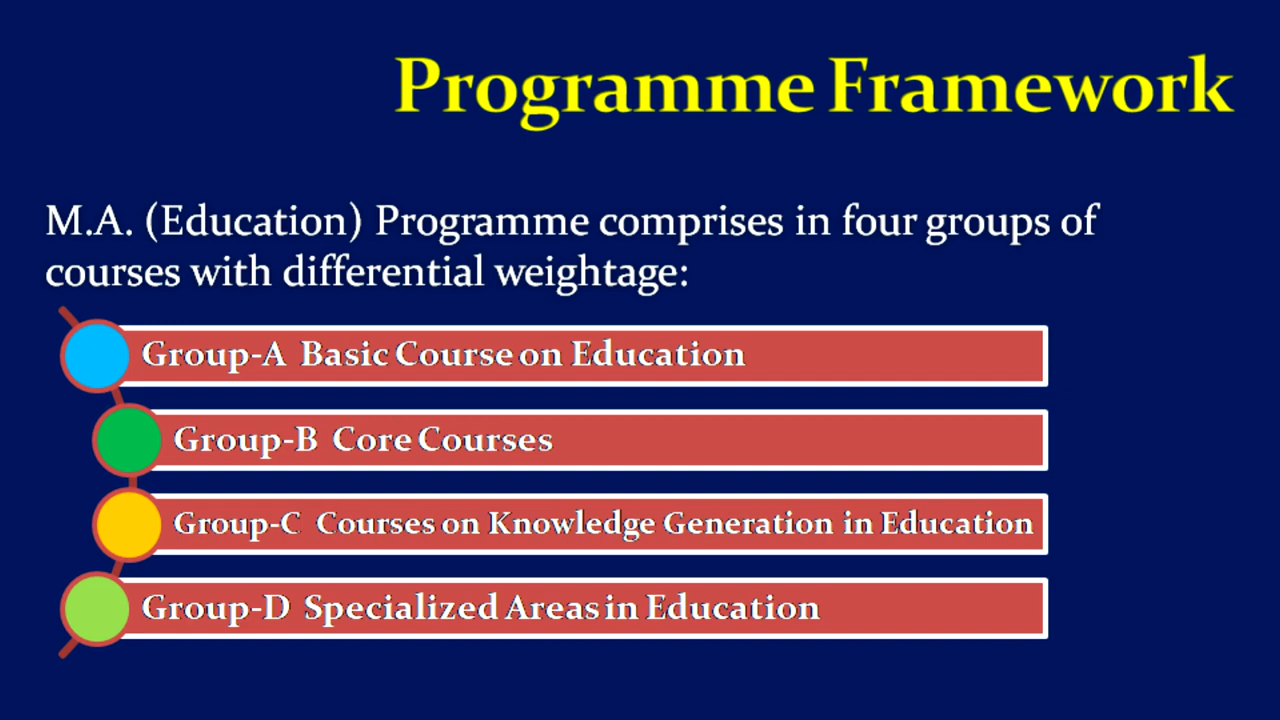 Programme Framework
M.A. (Education) Programme comprises in four groups of
courses with differential weightage:
Group-A Basic Course on Education
Group-B Core Courses
Group-C Courses on Knowledge Generation in Education
Group-D Specialized Areas in Education